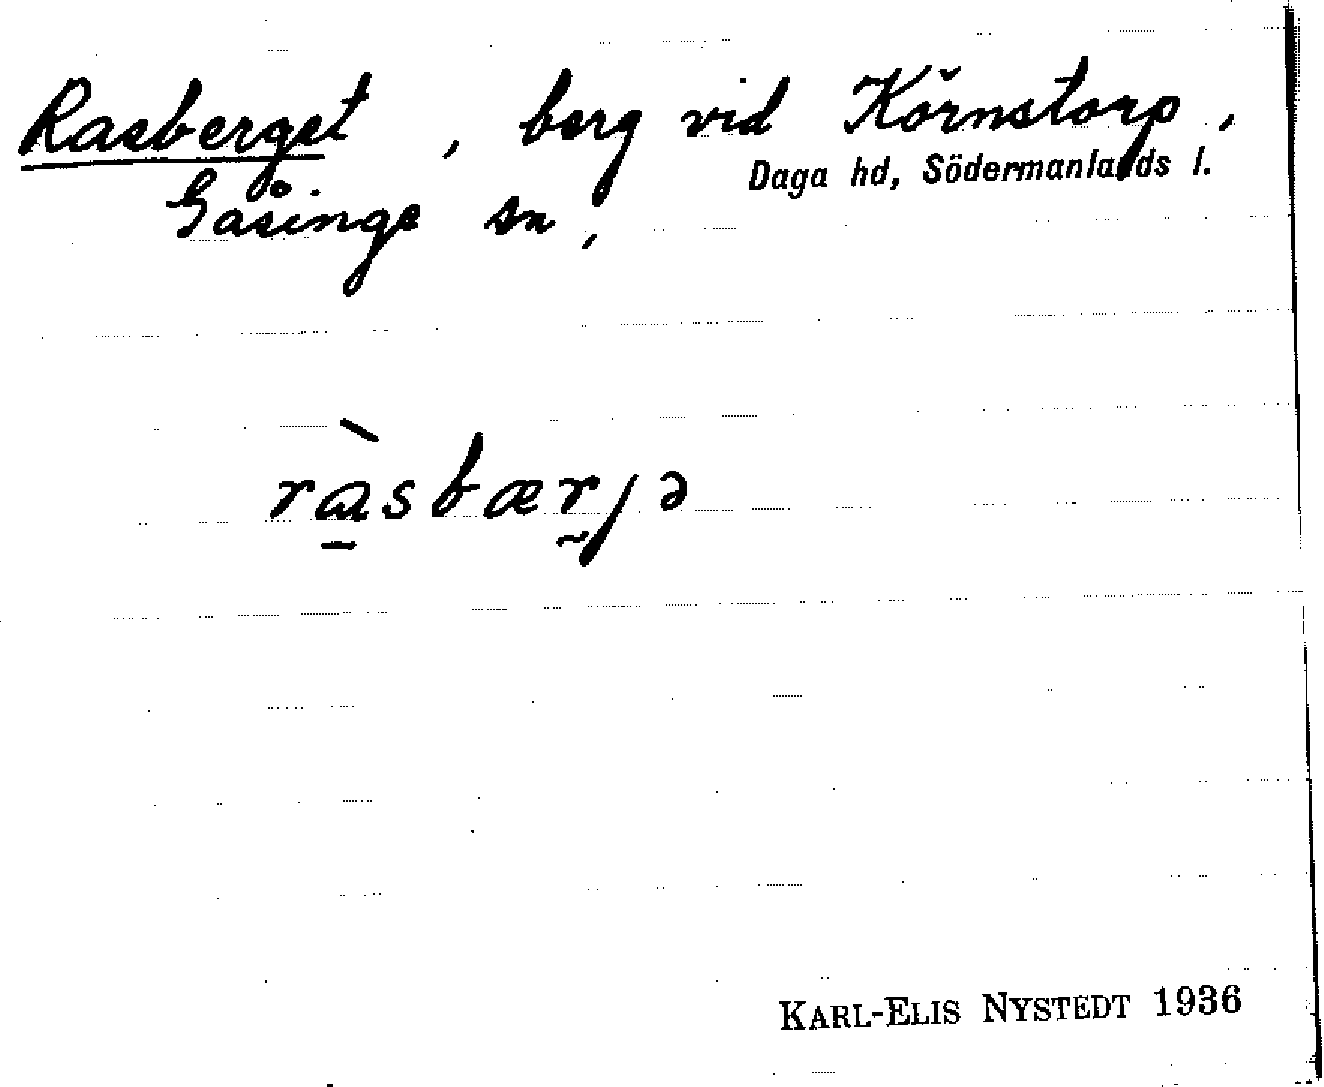 Rasberget , berg vid Körnstorp ,
Daga hd, Södermanlands l.
Gåsinge sn ,
ràsbærjə
KARL-ELIS NYSTEDT 1936